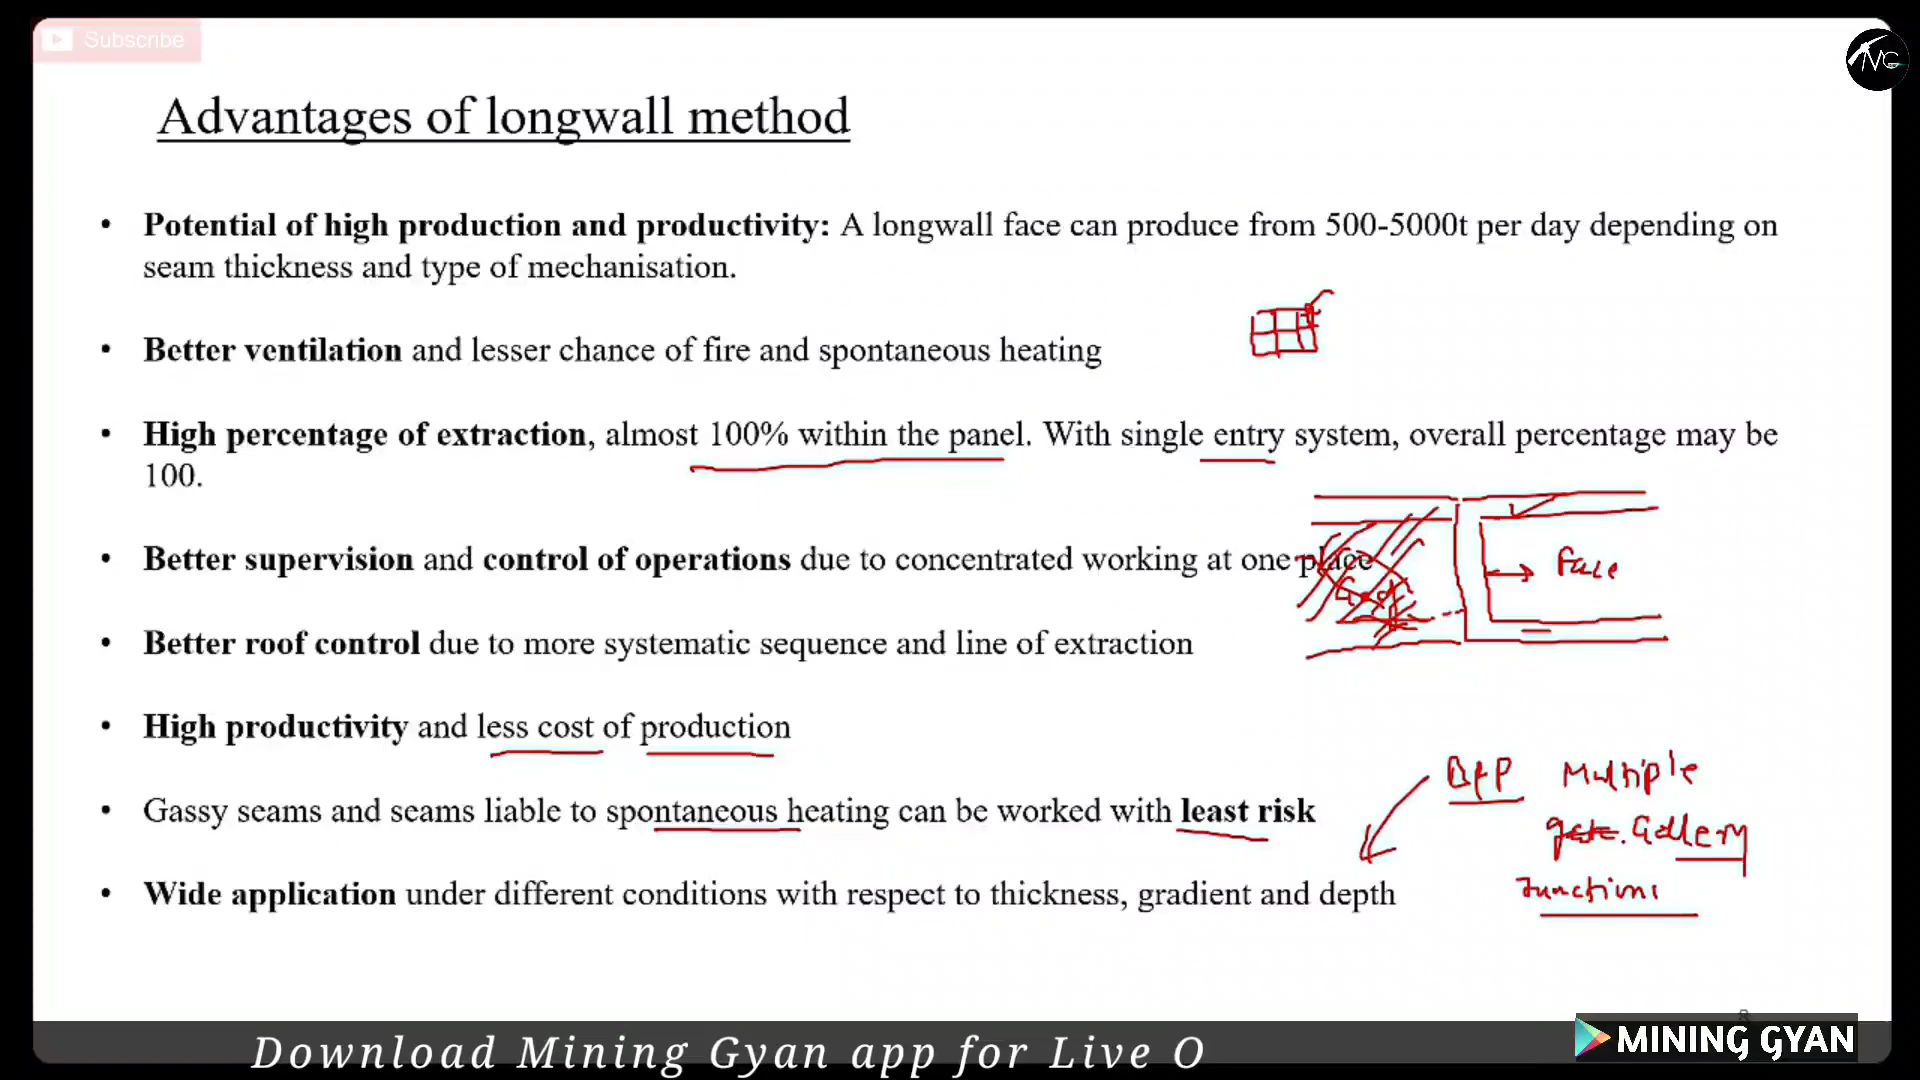 Subscribe
Advantages of longwall method
• Potential of high production and productivity: A longwall face can produce from 500-5000t per day depending on
seam thickness and type of mechanisation.
• Better ventilation and lesser chance of fire and spontaneous heating
• High percentage of extraction, almost 100% within the panel. With single entry system, overall percentage may be
100.
• Better supervision and control of operations due to concentrated working at one place
Face
• Better roof control due to more systematic sequence and line of extraction
• High productivity and less cost of production
Multiple
• Gassy seams and seams liable to spontaneous heating can be worked with least risk
Gallery
• Wide application under different conditions with respect to thickness, gradient and depth
Junctions
8
Download Mining Gyan app for Live O
MINING GYAN